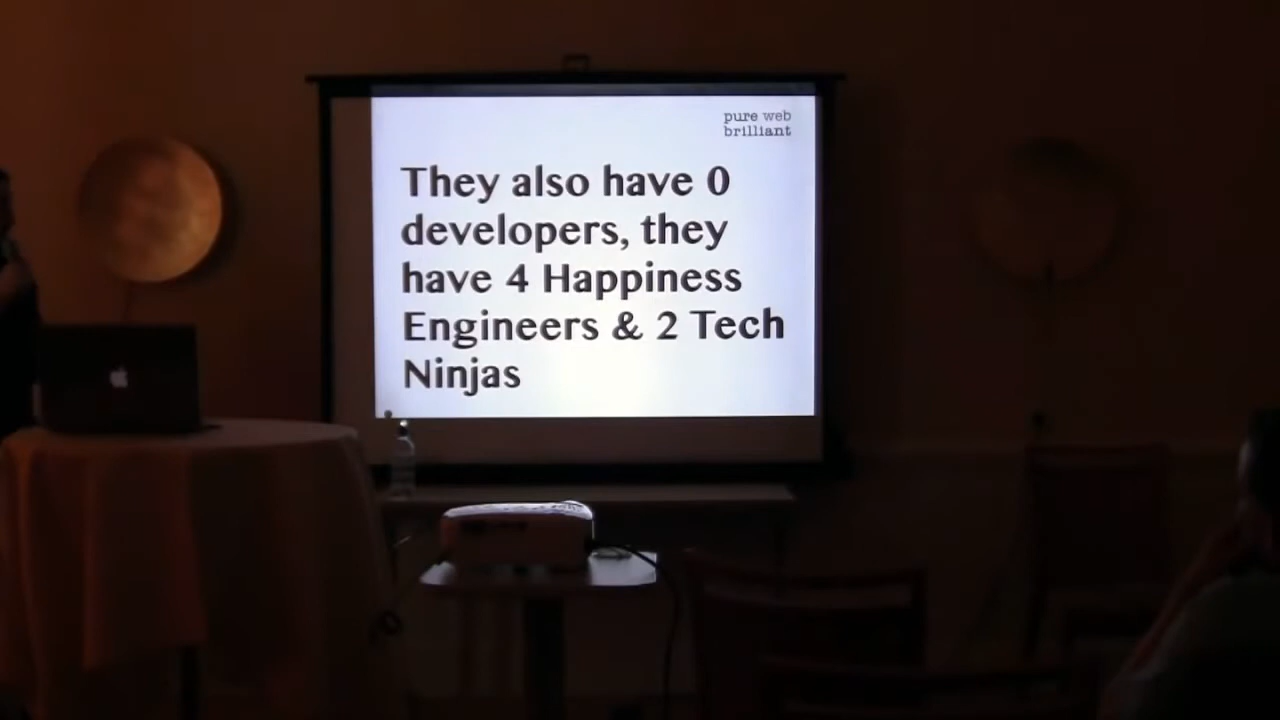 pure web
brilliant
They also have 0
developers, they
have 4 Happiness
Engineers & 2 Tech
Ninjas